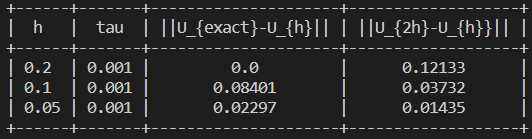 +------+-------+-------------------+------------------+
| h | tau | ||U_{exact}-U_{h}|| | ||U_{2h}-U_{h}}|| |
+------+-------+-------------------+------------------+
| 0.2 | 0.001 | 0.0 | 0.12133 |
| 0.1 | 0.001 | 0.08401 | 0.03732 |
| 0.05 | 0.001 | 0.02297 | 0.01435 |
+------+-------+-------------------+------------------+